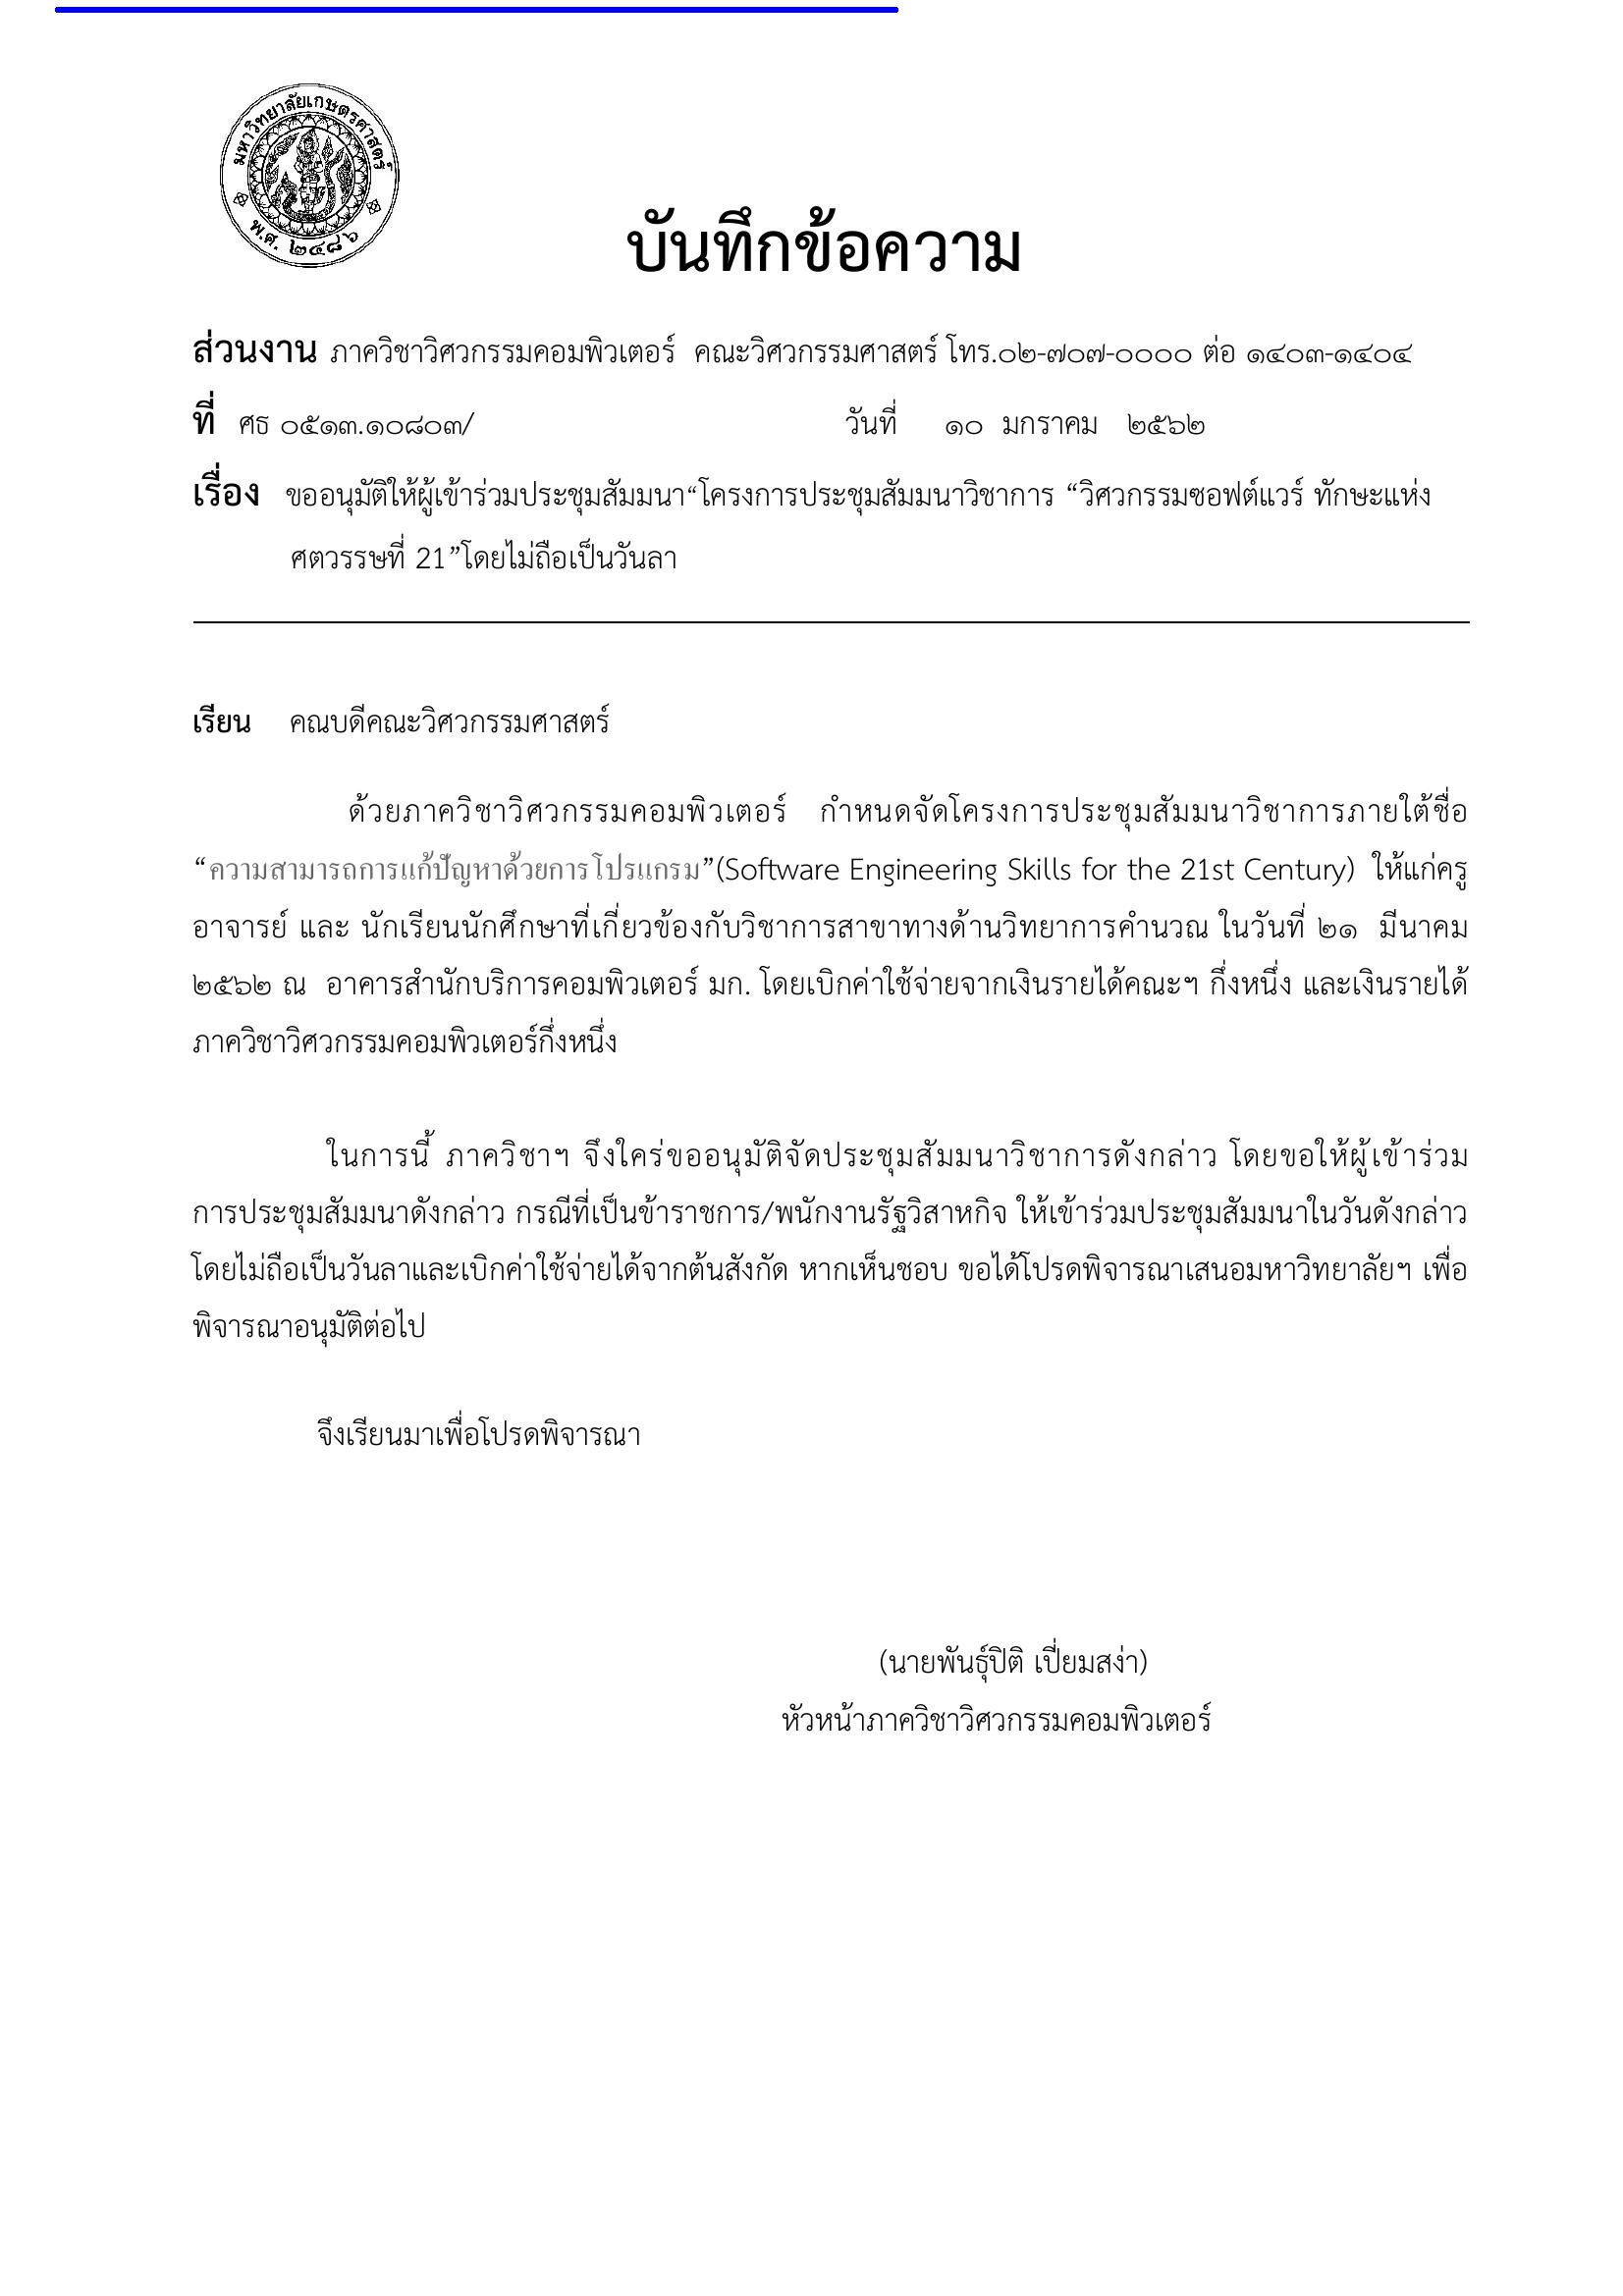 มหาวิทยาลัยเกษตรศาสตร์
พ.ศ. ๒๔๘๖
บันทึกข้อความ
ส่วนงาน ภาควิชาวิศวกรรมคอมพิวเตอร์ คณะวิศวกรรมศาสตร์ โทร.๐๒-๗๐๗-๐๐๐๐ ต่อ ๑๔๐๓-๑๔๐๔
ที่ ศธ ๐๕๑๓.๑๐๘๐๓/ วันที่ ๑๐ มกราคม ๒๕๖๒
เรื่อง ขออนุมัติให้ผู้เข้าร่วมประชุมสัมมนา“โครงการประชุมสัมมนาวิชาการ “วิศวกรรมซอฟต์แวร์ ทักษะแห่ง
ศตวรรษที่ 21”โดยไม่ถือเป็นวันลา
เรียน คณบดีคณะวิศวกรรมศาสตร์
ด้วยภาควิชาวิศวกรรมคอมพิวเตอร์ กำหนดจัดโครงการประชุมสัมมนาวิชาการภายใต้ชื่อ
“ความสามารถการแก้ปัญหาด้วยการโปรแกรม”(Software Engineering Skills for the 21st Century) ให้แก่ครู
อาจารย์ และ นักเรียนนักศึกษาที่เกี่ยวข้องกับวิชาการสาขาทางด้านวิทยาการคำนวณ ในวันที่ ๒๑ มีนาคม
๒๕๖๒ ณ อาคารสำนักบริการคอมพิวเตอร์ มก. โดยเบิกค่าใช้จ่ายจากเงินรายได้คณะฯ กึ่งหนึ่ง และเงินรายได้
ภาควิชาวิศวกรรมคอมพิวเตอร์กึ่งหนึ่ง
ในการนี้ ภาควิชาฯ จึงใคร่ขออนุมัติจัดประชุมสัมมนาวิชาการดังกล่าว โดยขอให้ผู้เข้าร่วม
การประชุมสัมมนาดังกล่าว กรณีที่เป็นข้าราชการ/พนักงานรัฐวิสาหกิจ ให้เข้าร่วมประชุมสัมมนาในวันดังกล่าว
โดยไม่ถือเป็นวันลาและเบิกค่าใช้จ่ายได้จากต้นสังกัด หากเห็นชอบ ขอได้โปรดพิจารณาเสนอมหาวิทยาลัยฯ เพื่อ
พิจารณาอนุมัติต่อไป
จึงเรียนมาเพื่อโปรดพิจารณา
(นายพันธุ์ปิติ เปี่ยมสง่า)
หัวหน้าภาควิชาวิศวกรรมคอมพิวเตอร์